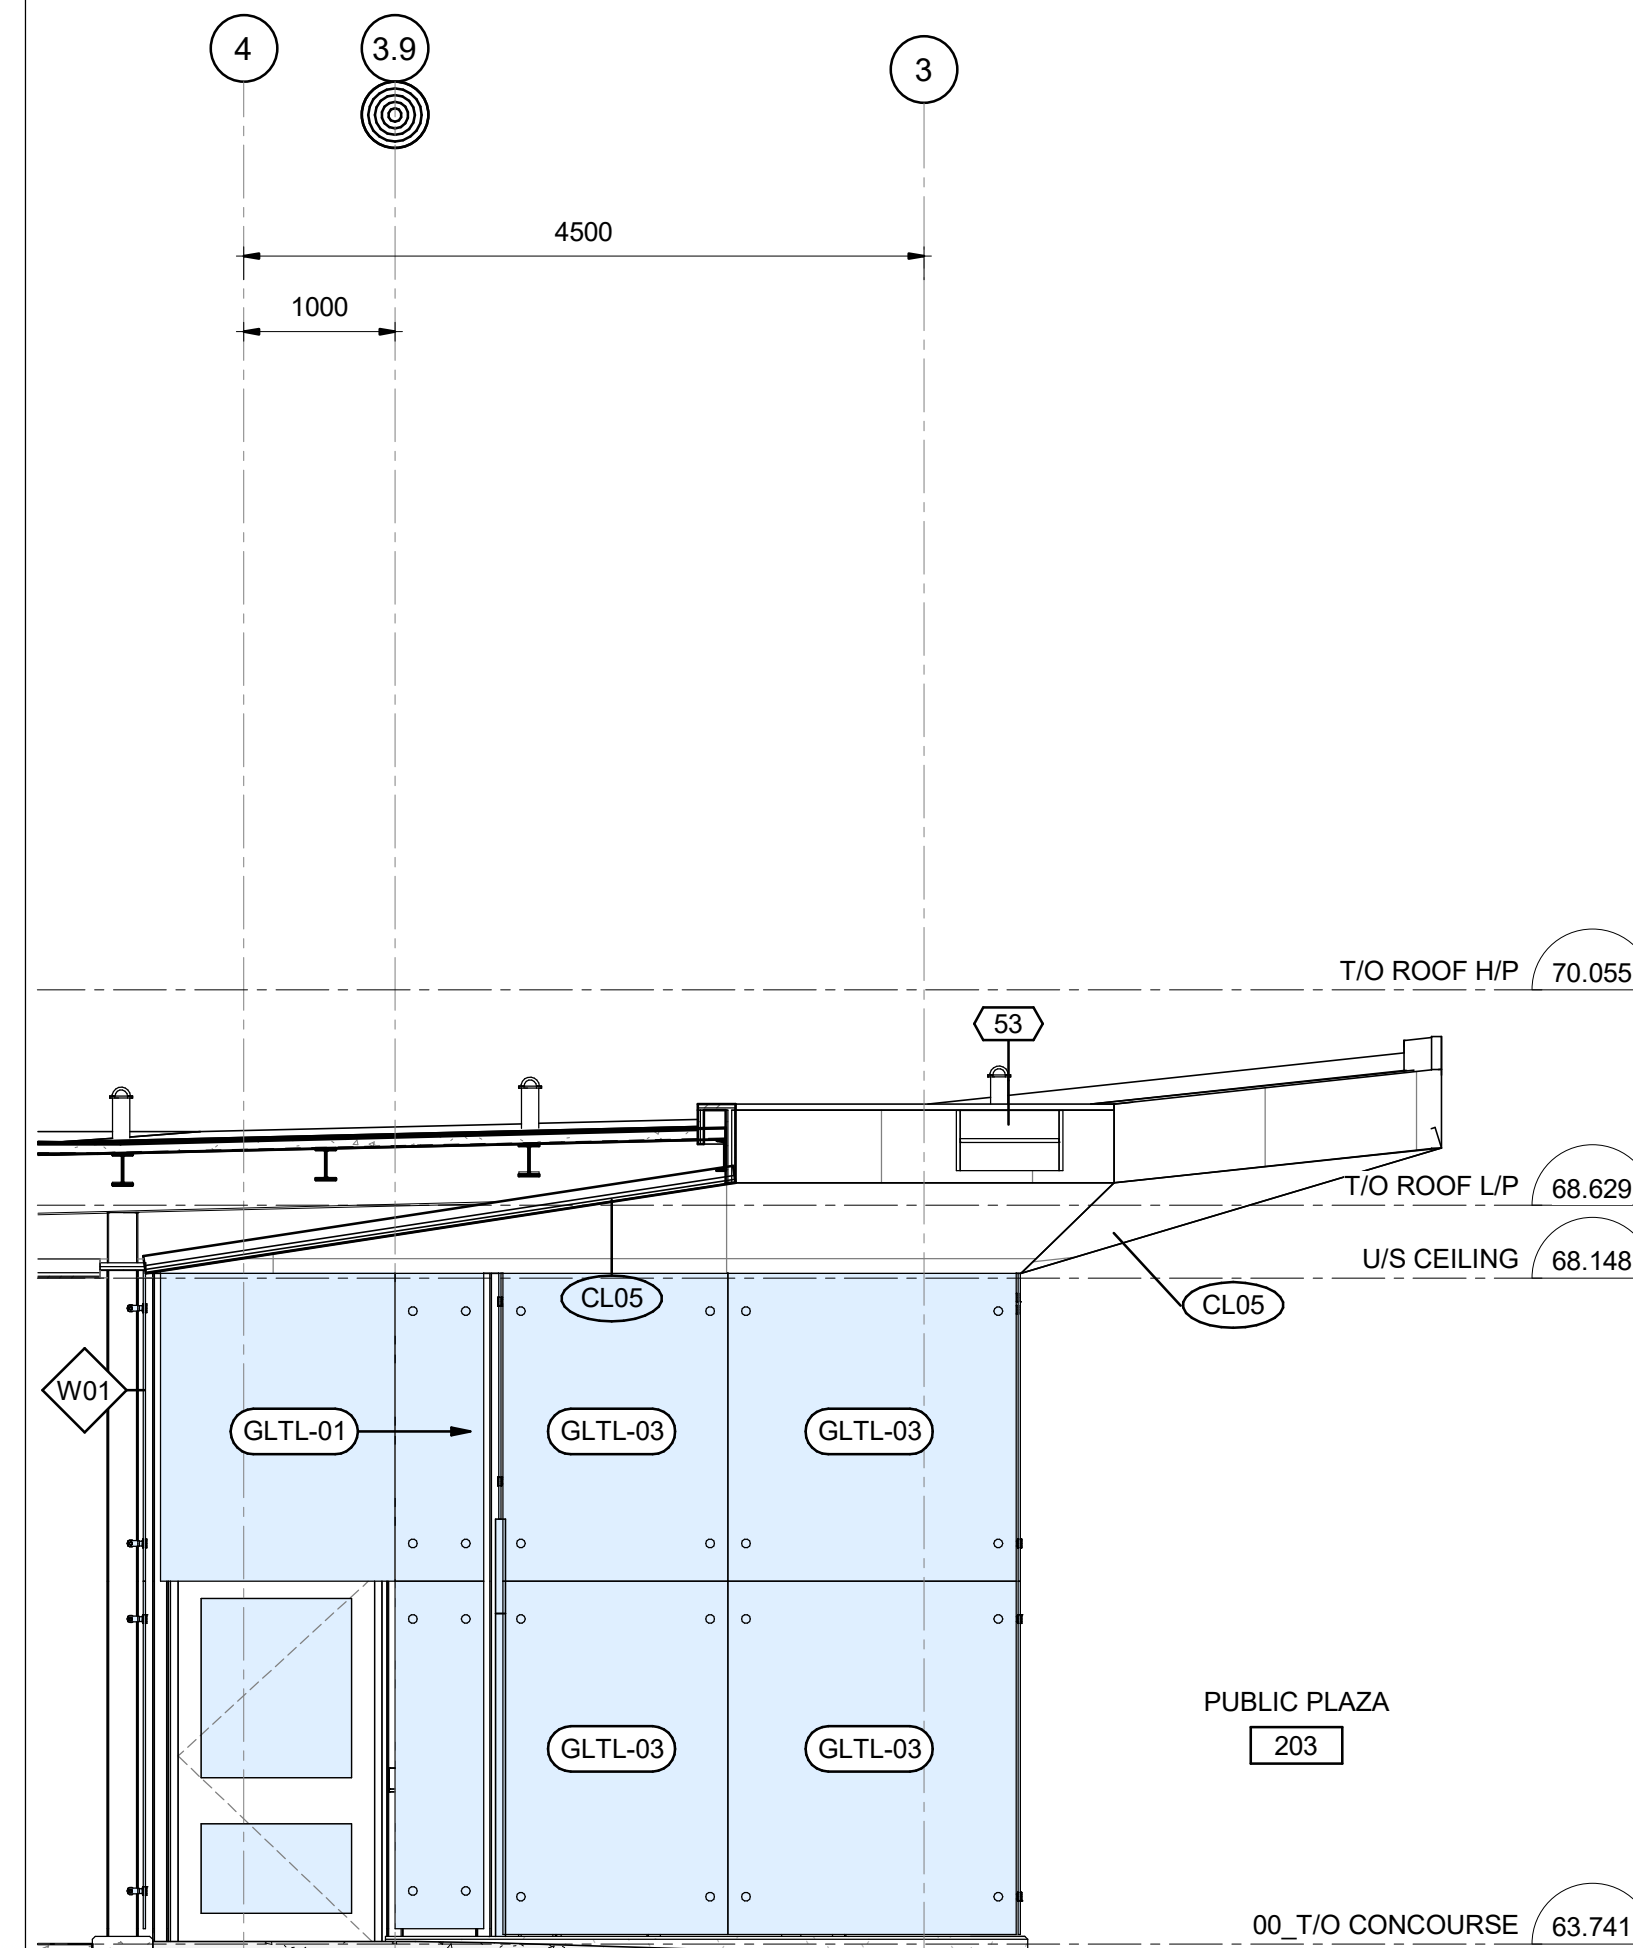 4
3.9
3
4500
1000
T/O ROOF H/P 70.055
53
T/O ROOF L/P 68.629
U/S CEILING 68.148
CL05
CL05
W01
GLTL-01
GLTL-03
GLTL-03
PUBLIC PLAZA
203
GLTL-03
GLTL-03
00_T/O CONCOURSE 63.741